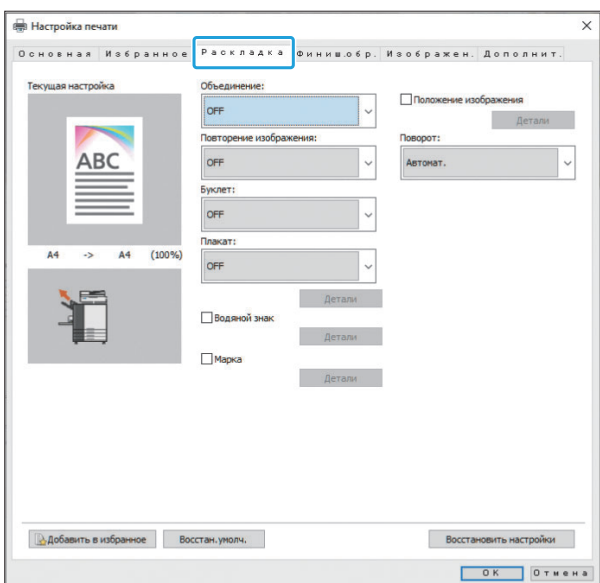 Настройка печати
Основная Избранное Раскладка Финиш.обр. Изображен. Дополнит.
Текущая настройка
ABC
A4 -> A4 (100%)
Объединение:
OFF
Повторение изображения:
OFF
Буклет:
OFF
Плакат:
OFF
Детали
Водяной знак
Детали
Марка
Детали
Положение изображения
Детали
Поворот:
Автомат.
Добавить в избранное Восстан.умолч. Восстановить настройки
OK Отмена